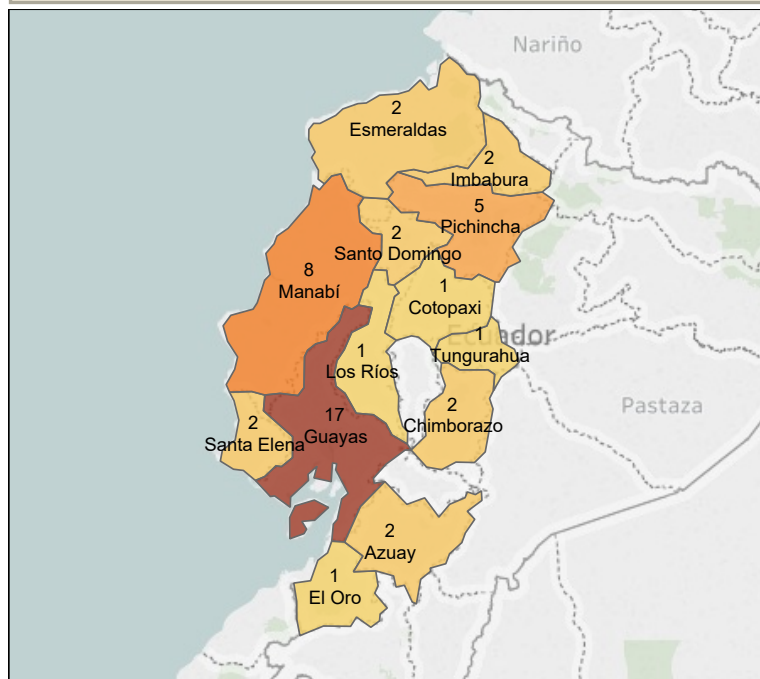 Nariño
2
Esmeraldas
2
Imbabura
5
Pichincha
2
Santo Domingo
8
Manabí
1
Cotopaxi
Ecuador
1
Tungurahua
1
Los Ríos
Pastaza
2
Chimborazo
17
Guayas
2
Santa Elena
2
Azuay
1
El Oro